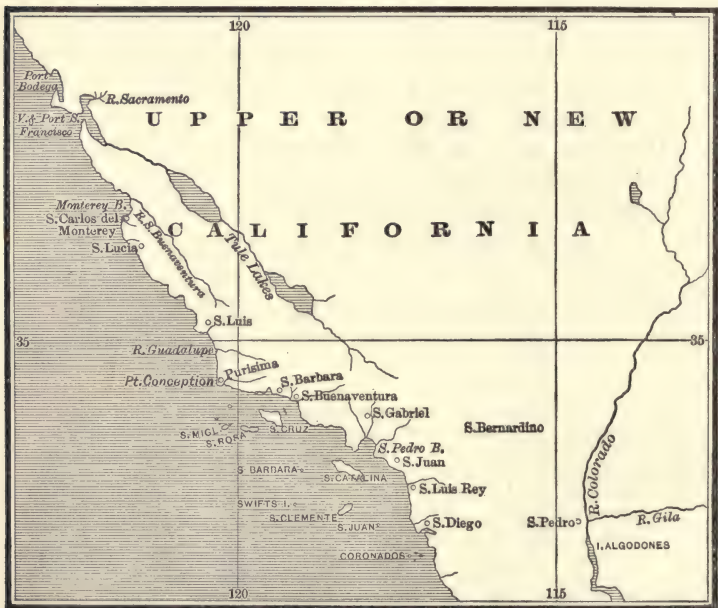 120
115
Port
Bodega
R. Sacramento
V. & Port S.
Francisco
UPPER OR NEW
Monterey B.
S. Carlos del
Monterey
S. Lucia
R. S. Buenaventura
CALIFORNIA
Tule Lakes
S. Luis
35
35
R. Guadalupe
Purisima
Pt. Conception
S. Barbara
S. Buenaventura
S. Gabriel
S. MIGL.
S. ROSA
S. CRUZ
S. Bernardino
S. Pedro B.
S. Juan
S. BARBARA
S. CATALINA
R. Colorado
S. Luis Rey
SWIFTS I.
S. CLEMENTE
S. JUAN
S. Diego
S. Pedro
R. Gila
I. ALGODONES
CORONADOS
120
115